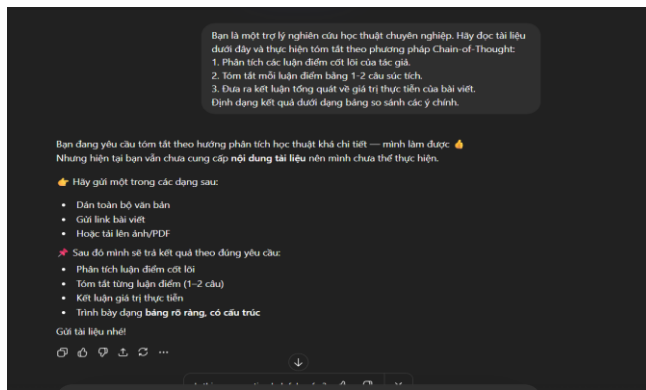 Bạn là một trợ lý nghiên cứu học thuật chuyên nghiệp. Hãy đọc tài liệu
dưới đây và thực hiện tóm tắt theo phương pháp Chain-of-Thought:
1. Phân tích các luận điểm cốt lõi của tác giả.
2. Tóm tắt mỗi luận điểm bằng 1-2 câu súc tích.
3. Đưa ra kết luận tổng quát về giá trị thực tiễn của bài viết.
Định dạng kết quả dưới dạng bảng so sánh các ý chính.
Bạn đang yêu cầu tóm tắt theo hướng phân tích học thuật khá chi tiết — mình làm được 👍
Nhưng hiện tại bạn vẫn chưa cung cấp nội dung tài liệu nên mình chưa thể thực hiện.
👉 Hãy gửi một trong các dạng sau:
• Dán toàn bộ văn bản
• Gửi link bài viết
• Hoặc tải lên ảnh/PDF
📌 Sau đó mình sẽ trả kết quả theo đúng yêu cầu:
• Phân tích luận điểm cốt lõi
• Tóm tắt từng luận điểm (1–2 câu)
• Kết luận giá trị thực tiễn
• Trình bày dạng bảng rõ ràng, có cấu trúc
Gửi tài liệu nhé!